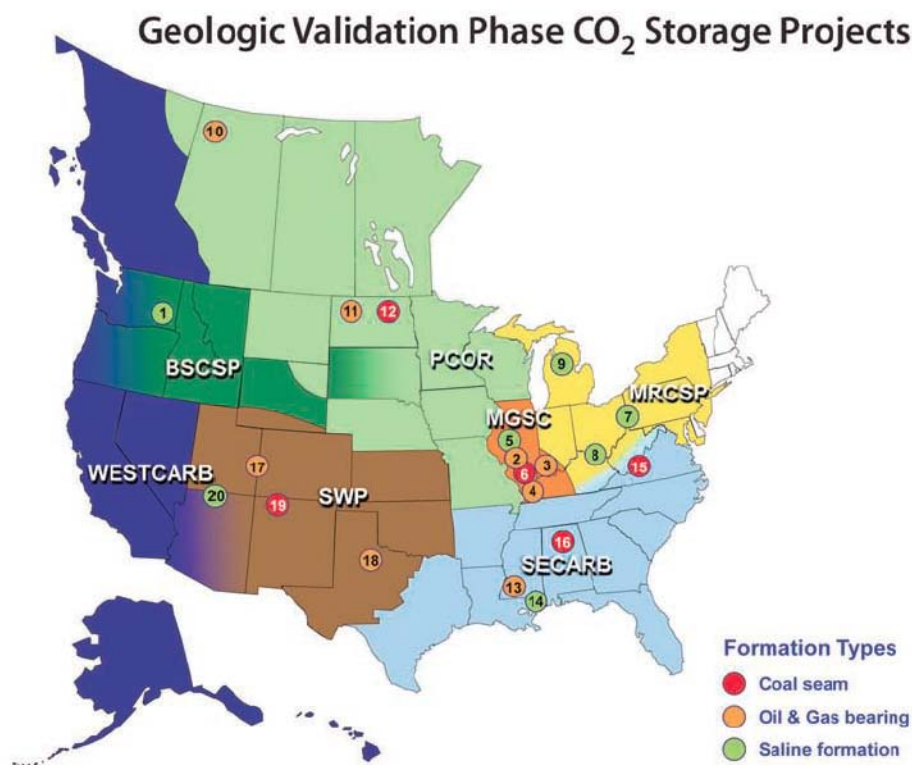 Geologic Validation Phase CO₂ Storage Projects
10
1
11
12
BSCSP
PCOR
9
MRCSP
7
MGSC
5
2
3
6
8
4
15
WESTCARB
17
20
19
SWP
18
16
SECARB
13
14
Formation Types
Coal seam
Oil & Gas bearing
Saline formation